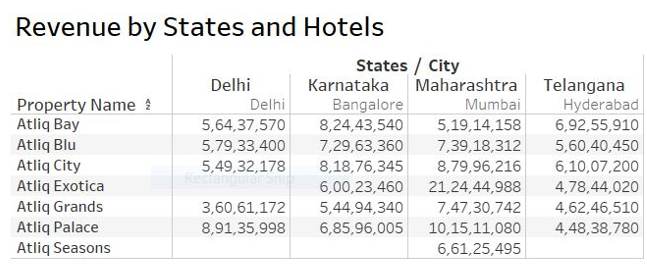 Revenue by States and Hotels
States / City
Delhi Karnataka Maharashtra Telangana
Property Name Delhi Bangalore Mumbai Hyderabad
Atliq Bay 5,64,37,570 8,24,43,540 5,19,14,158 6,92,55,910
Atliq Blu 5,79,33,400 7,29,63,360 7,39,18,312 5,60,40,450
Atliq City 5,49,32,178 8,18,76,345 8,79,96,216 6,10,07,200
Rectangular Snip
Atliq Exotica 6,00,23,460 21,24,44,988 4,78,44,020
Atliq Grands 3,60,61,172 5,44,94,340 7,47,30,742 4,62,46,510
Atliq Palace 8,91,35,998 6,85,96,005 10,15,11,080 4,48,38,780
Atliq Seasons 6,61,25,495